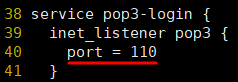 38 service pop3-login {
39   inet_listener pop3 {
40     port = 110
41   }